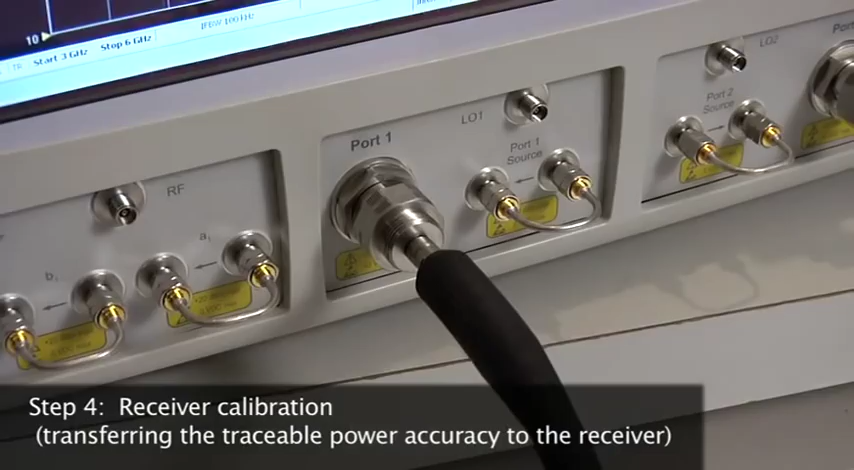 10
Start 3 GHz Stop 6 GHz
IFBW 100 kHz
RF
Port 1
LO1
Port 1
Source
LO2
Port 2
Source
b₁
a₁
Step 4: Receiver calibration
(transferring the traceable power accuracy to the receiver)